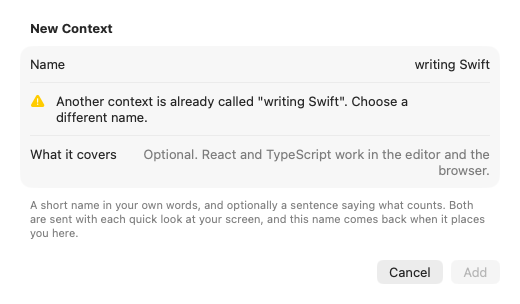 New Context
Name writing Swift
Another context is already called "writing Swift". Choose a
different name.
What it covers Optional. React and TypeScript work in the editor and the
browser.
A short name in your own words, and optionally a sentence saying what counts. Both
are sent with each quick look at your screen, and this name comes back when it places
you here.
Cancel Add